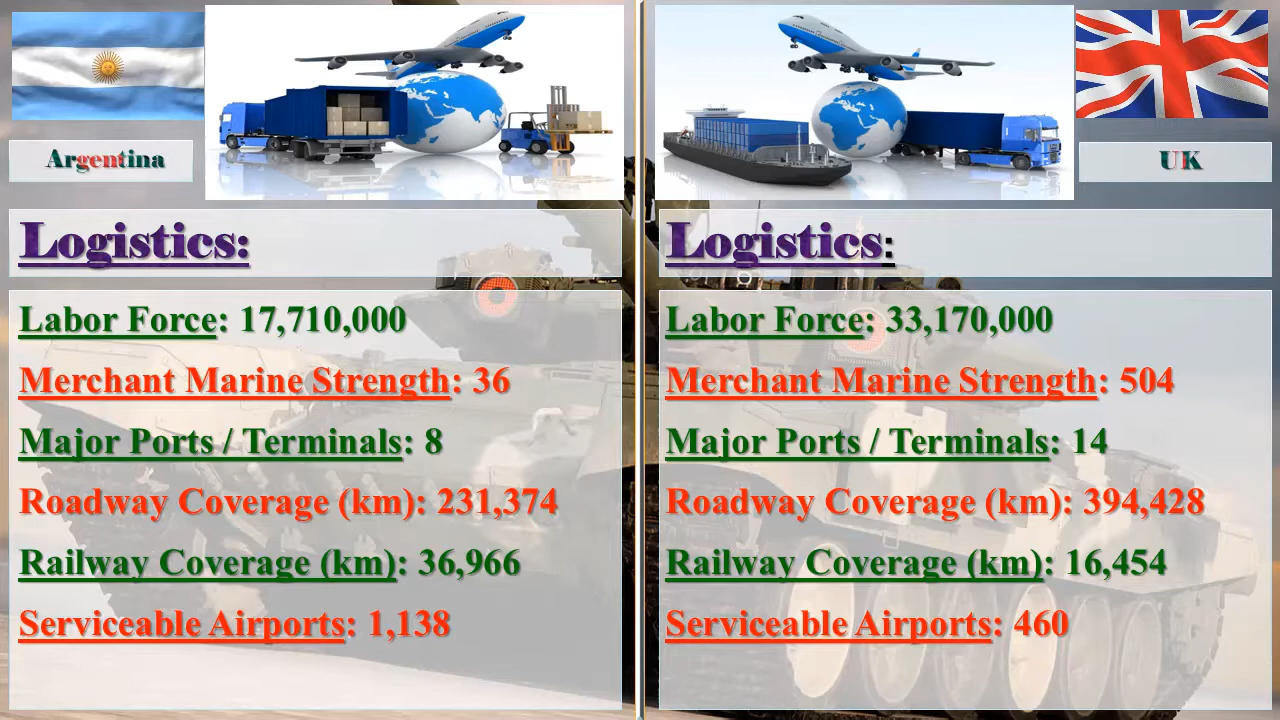 Argentina
Logistics:
Labor Force: 17,710,000
Merchant Marine Strength: 36
Major Ports / Terminals: 8
Roadway Coverage (km): 231,374
Railway Coverage (km): 36,966
Serviceable Airports: 1,138
UK
Logistics:
Labor Force: 33,170,000
Merchant Marine Strength: 504
Major Ports / Terminals: 14
Roadway Coverage (km): 394,428
Railway Coverage (km): 16,454
Serviceable Airports: 460